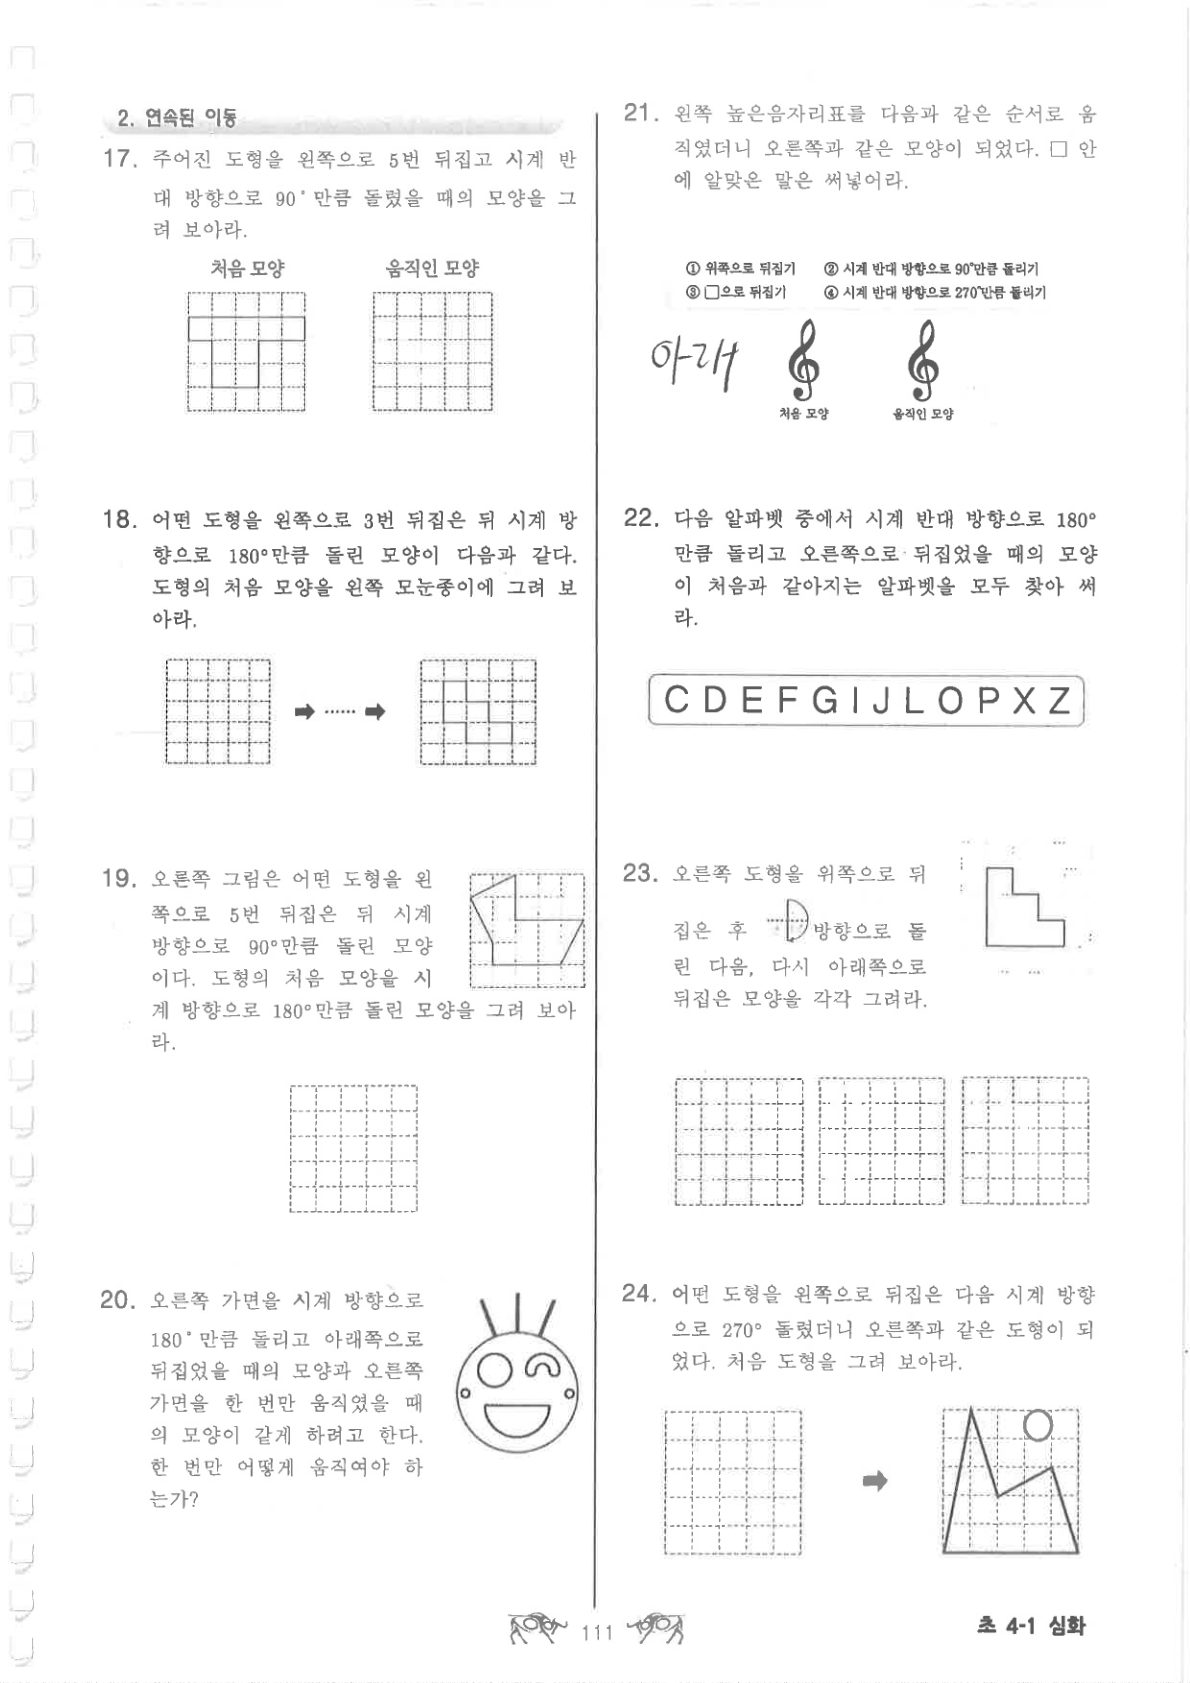 2. 연속된 이동
17. 주어진 도형을 왼쪽으로 5번 뒤집고 시계 반
대 방향으로 90°만큼 돌렸을 때의 모양을 그
려 보아라.
처음 모양 움직인 모양
18. 어떤 도형을 왼쪽으로 3번 뒤집은 뒤 시계 방
향으로 180°만큼 돌린 모양이 다음과 같다.
도형의 처음 모양을 왼쪽 모눈종이에 그려 보
아라.
19. 오른쪽 그림은 어떤 도형을 왼
쪽으로 5번 뒤집은 뒤 시계
방향으로 90°만큼 돌린 모양
이다. 도형의 처음 모양을 시
계 방향으로 180°만큼 돌린 모양을 그려 보아
라.
20. 오른쪽 가면을 시계 방향으로
180°만큼 돌리고 아래쪽으로
뒤집었을 때의 모양과 오른쪽
가면을 한 번만 움직였을 때
의 모양이 같게 하려고 한다.
한 번만 어떻게 움직여야 하
는가?
21. 왼쪽 높은음자리표를 다음과 같은 순서로 움
직였더니 오른쪽과 같은 모양이 되었다. □ 안
에 알맞은 말은 써넣어라.
① 위쪽으로 뒤집기 ② 시계 반대 방향으로 90°만큼 돌리기
③ □으로 뒤집기 ④ 시계 반대 방향으로 270°만큼 돌리기
아래
처음 모양 움직인 모양
22. 다음 알파벳 중에서 시계 반대 방향으로 180°
만큼 돌리고 오른쪽으로 뒤집었을 때의 모양
이 처음과 같아지는 알파벳을 모두 찾아 써
라.
C D E F G I J L O P X Z
23. 오른쪽 도형을 위쪽으로 뒤
집은 후 방향으로 돌
린 다음, 다시 아래쪽으로
뒤집은 모양을 각각 그려라.
24. 어떤 도형을 왼쪽으로 뒤집은 다음 시계 방향
으로 270° 돌렸더니 오른쪽과 같은 도형이 되
었다. 처음 도형을 그려 보아라.
111
초 4-1 심화